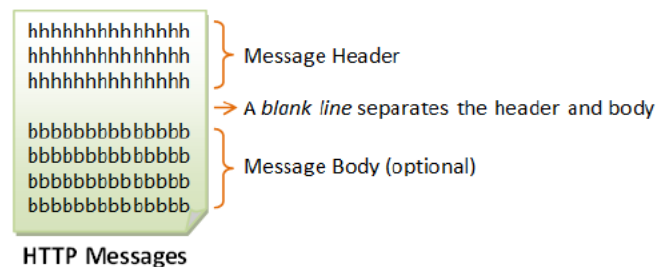 hhhhhhhhhhhhhh
hhhhhhhhhhhhhh
hhhhhhhhhhhhhh
Message Header
A blank line separates the header and body
bbbbbbbbbbbbbb
bbbbbbbbbbbbbb
bbbbbbbbbbbbbb
bbbbbbbbbbbbbb
Message Body (optional)
HTTP Messages